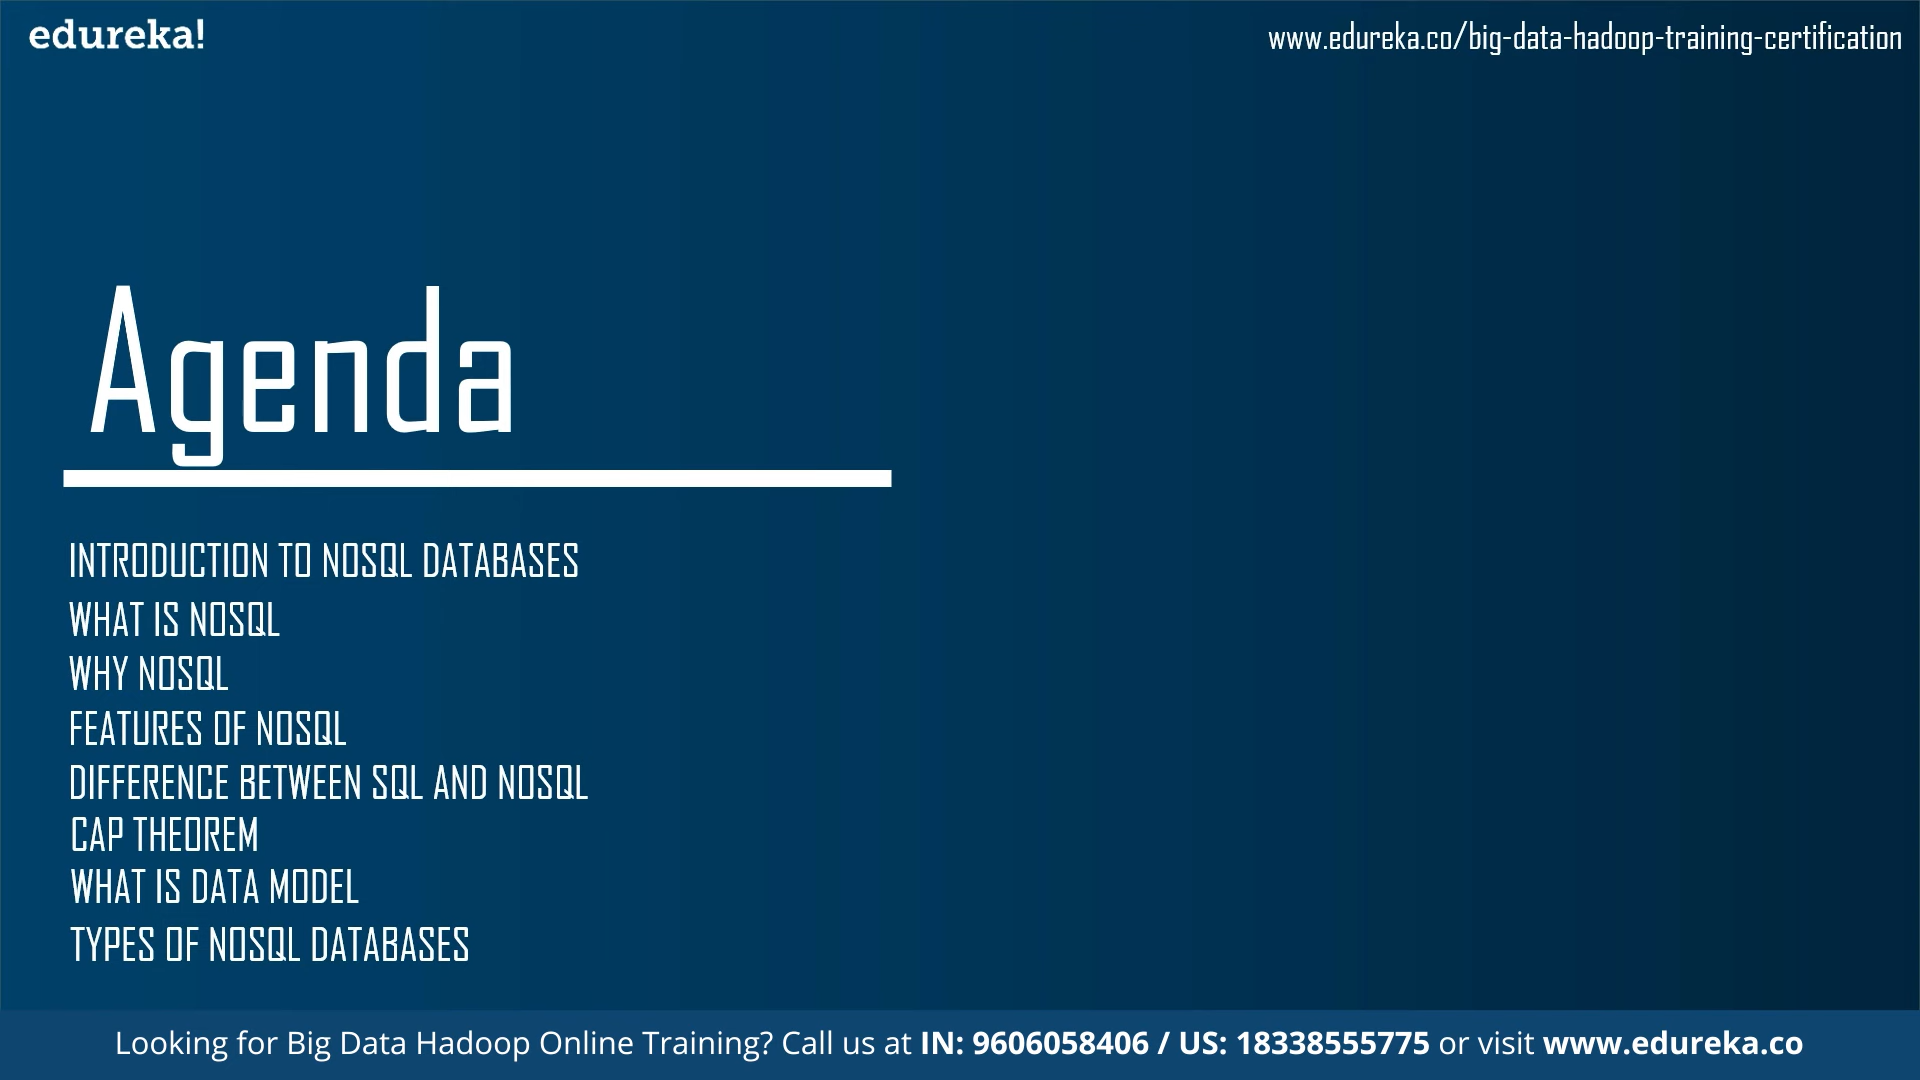 edureka!
www.edureka.co/big-data-hadoop-training-certification
Agenda
INTRODUCTION TO NOSQL DATABASES
WHAT IS NOSQL
WHY NOSQL
FEATURES OF NOSQL
DIFFERENCE BETWEEN SQL AND NOSQL
CAP THEOREM
WHAT IS DATA MODEL
TYPES OF NOSQL DATABASES
Looking for Big Data Hadoop Online Training? Call us at IN: 9606058406 / US: 18338555775 or visit www.edureka.co